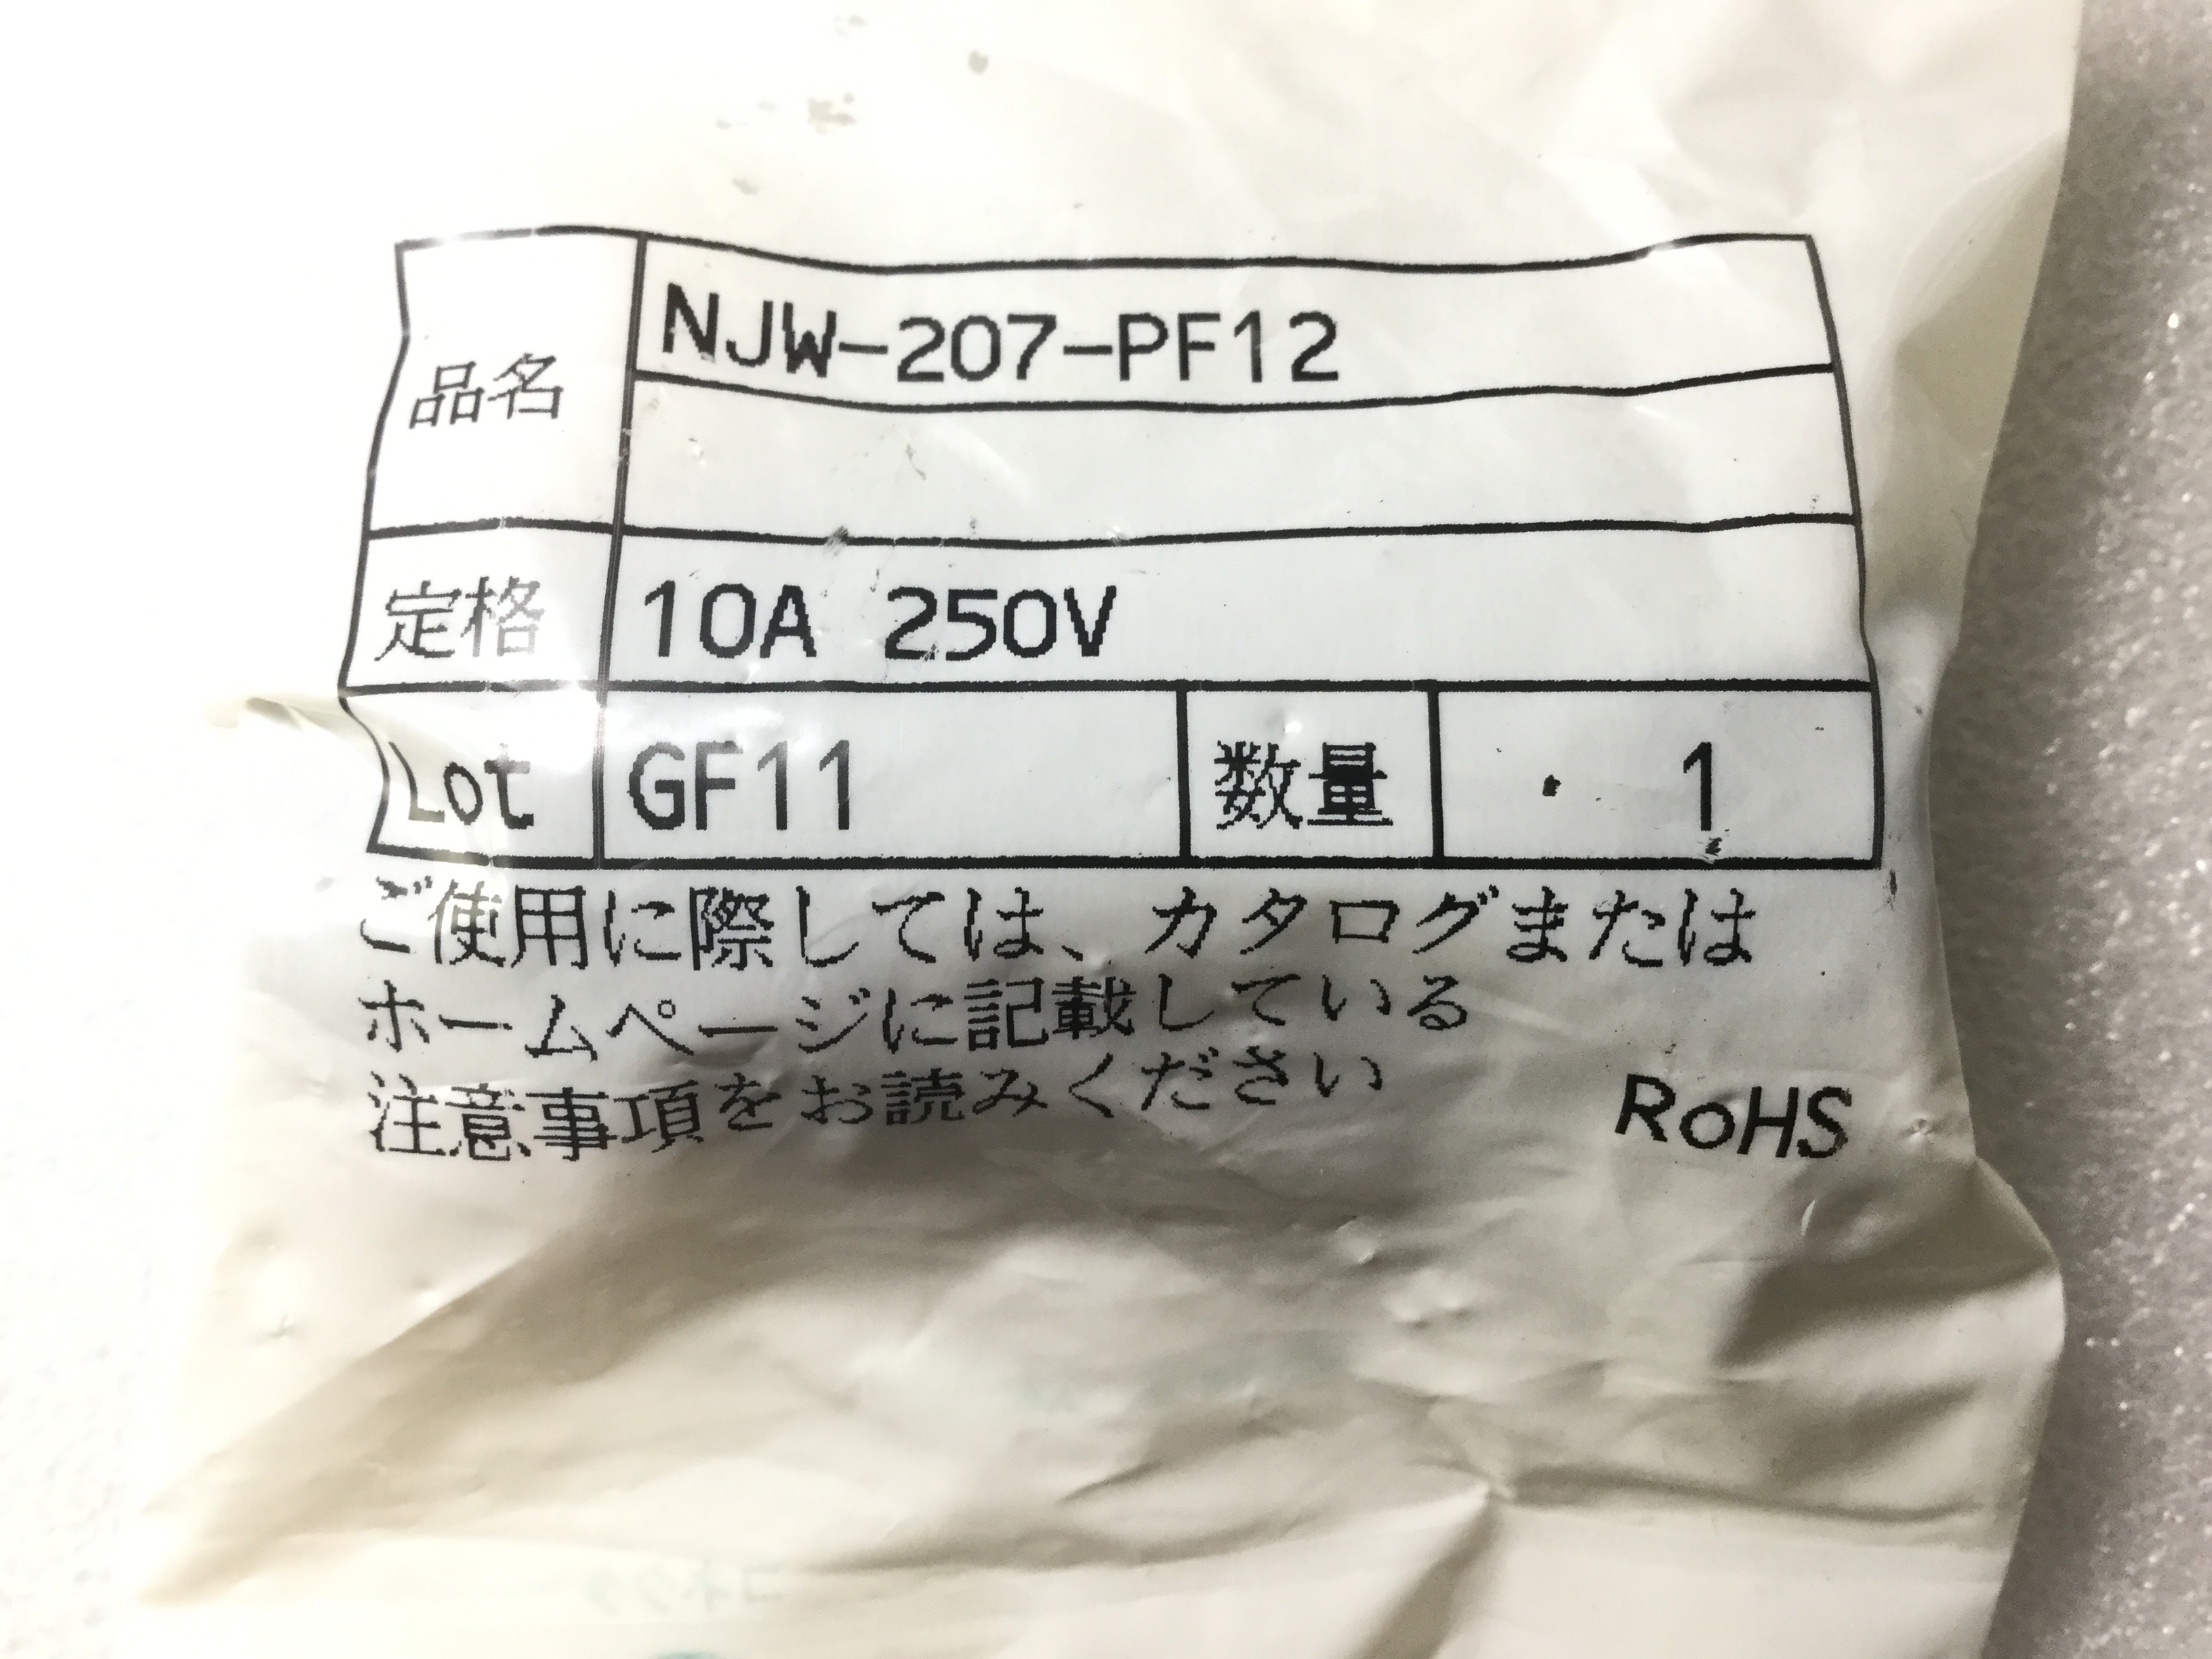 品名 NJW-207-PF12
定格 10A 250V
Lot GF11 数量 1
ご使用に際しては、カタログまたは
ホームページに記載している
注意事項をお読みください
RoHS